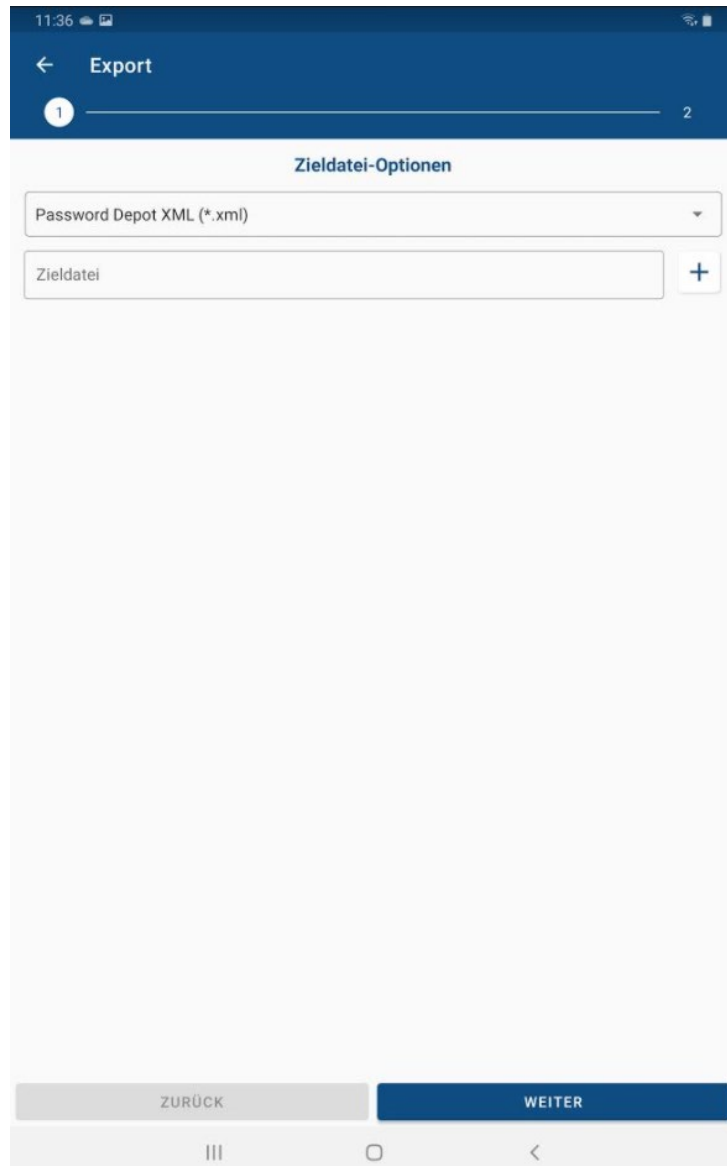 11:36
Export
1
2
Zieldatei-Optionen
Password Depot XML (*.xml)
Zieldatei
ZURÜCK
WEITER